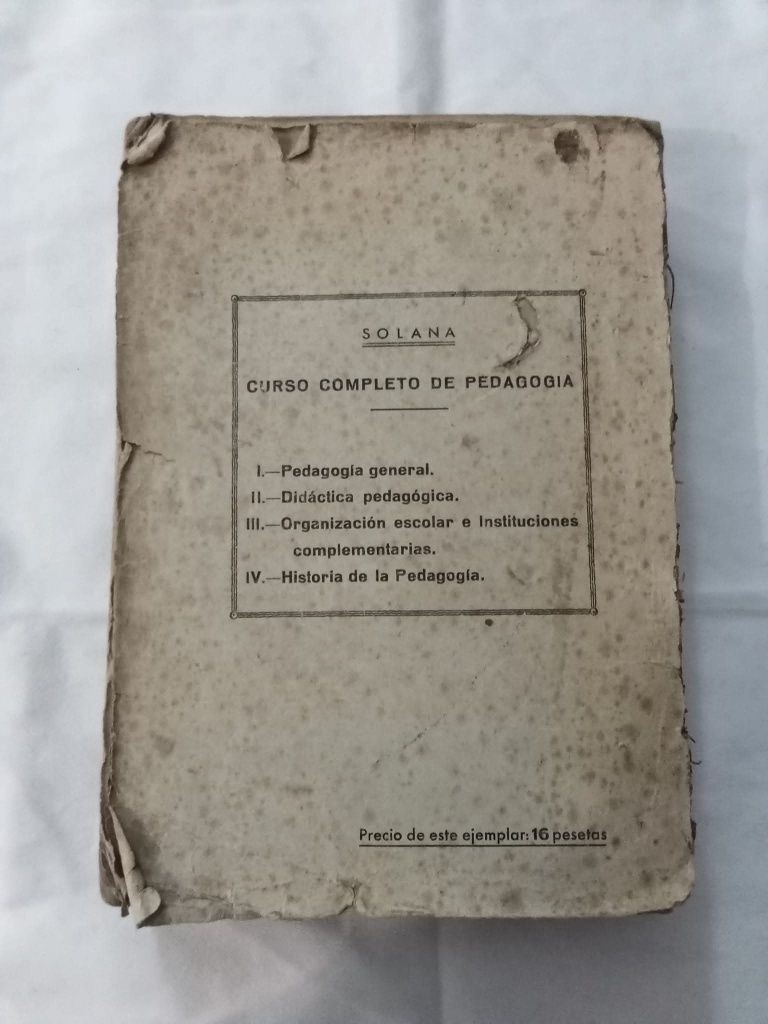 SOLANA
CURSO COMPLETO DE PEDAGOGIA
I.—Pedagogía general.
II.—Didáctica pedagógica.
III.—Organización escolar e Instituciones
complementarias.
IV.—Historia de la Pedagogía.
Precio de este ejemplar: 16 pesetas